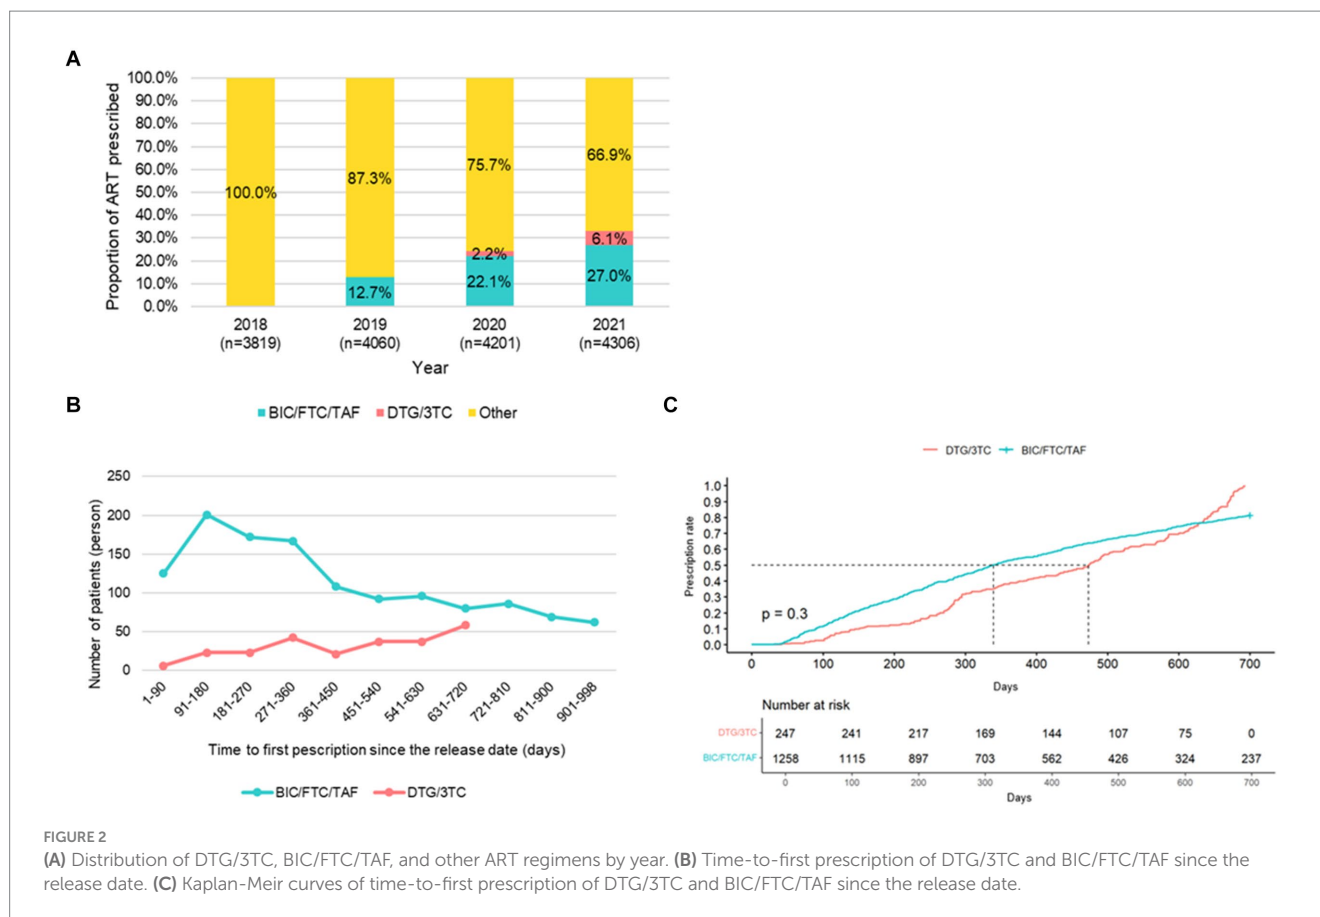 A
Proportion of ART prescribed
100.0%
90.0%
80.0%
70.0%
60.0%
50.0%
40.0%
30.0%
20.0%
10.0%
0.0%
100.0%
87.3%
12.7%
75.7%
2.2%
22.1%
66.9%
6.1%
27.0%
2018 2019 2020 2021
(n=3819) (n=4060) (n=4201) (n=4306)
Year
BIC/FTC/TAF DTG/3TC Other
B
Number of patients (person)
250
200
150
100
50
0
1-90 91-180 181-270 271-360 361-450 451-540 541-630 631-720 721-810 811-900 901-998
Time to first pescription since the release date (days)
BIC/FTC/TAF DTG/3TC
C
DTG/3TC BIC/FTC/TAF
Prescription rate
1.0
0.9
0.8
0.7
0.6
0.5
0.4
0.3
0.2
0.1
0.0
p = 0.3
0 100 200 300 400 500 600 700
Days
Number at risk
DTG/3TC 247 241 217 169 144 107 75 0
BIC/FTC/TAF 1258 1115 897 703 562 426 324 237
0 100 200 300 400 500 600 700
Days
FIGURE 2
(A) Distribution of DTG/3TC, BIC/FTC/TAF, and other ART regimens by year. (B) Time-to-first prescription of DTG/3TC and BIC/FTC/TAF since the
release date. (C) Kaplan-Meir curves of time-to-first prescription of DTG/3TC and BIC/FTC/TAF since the release date.